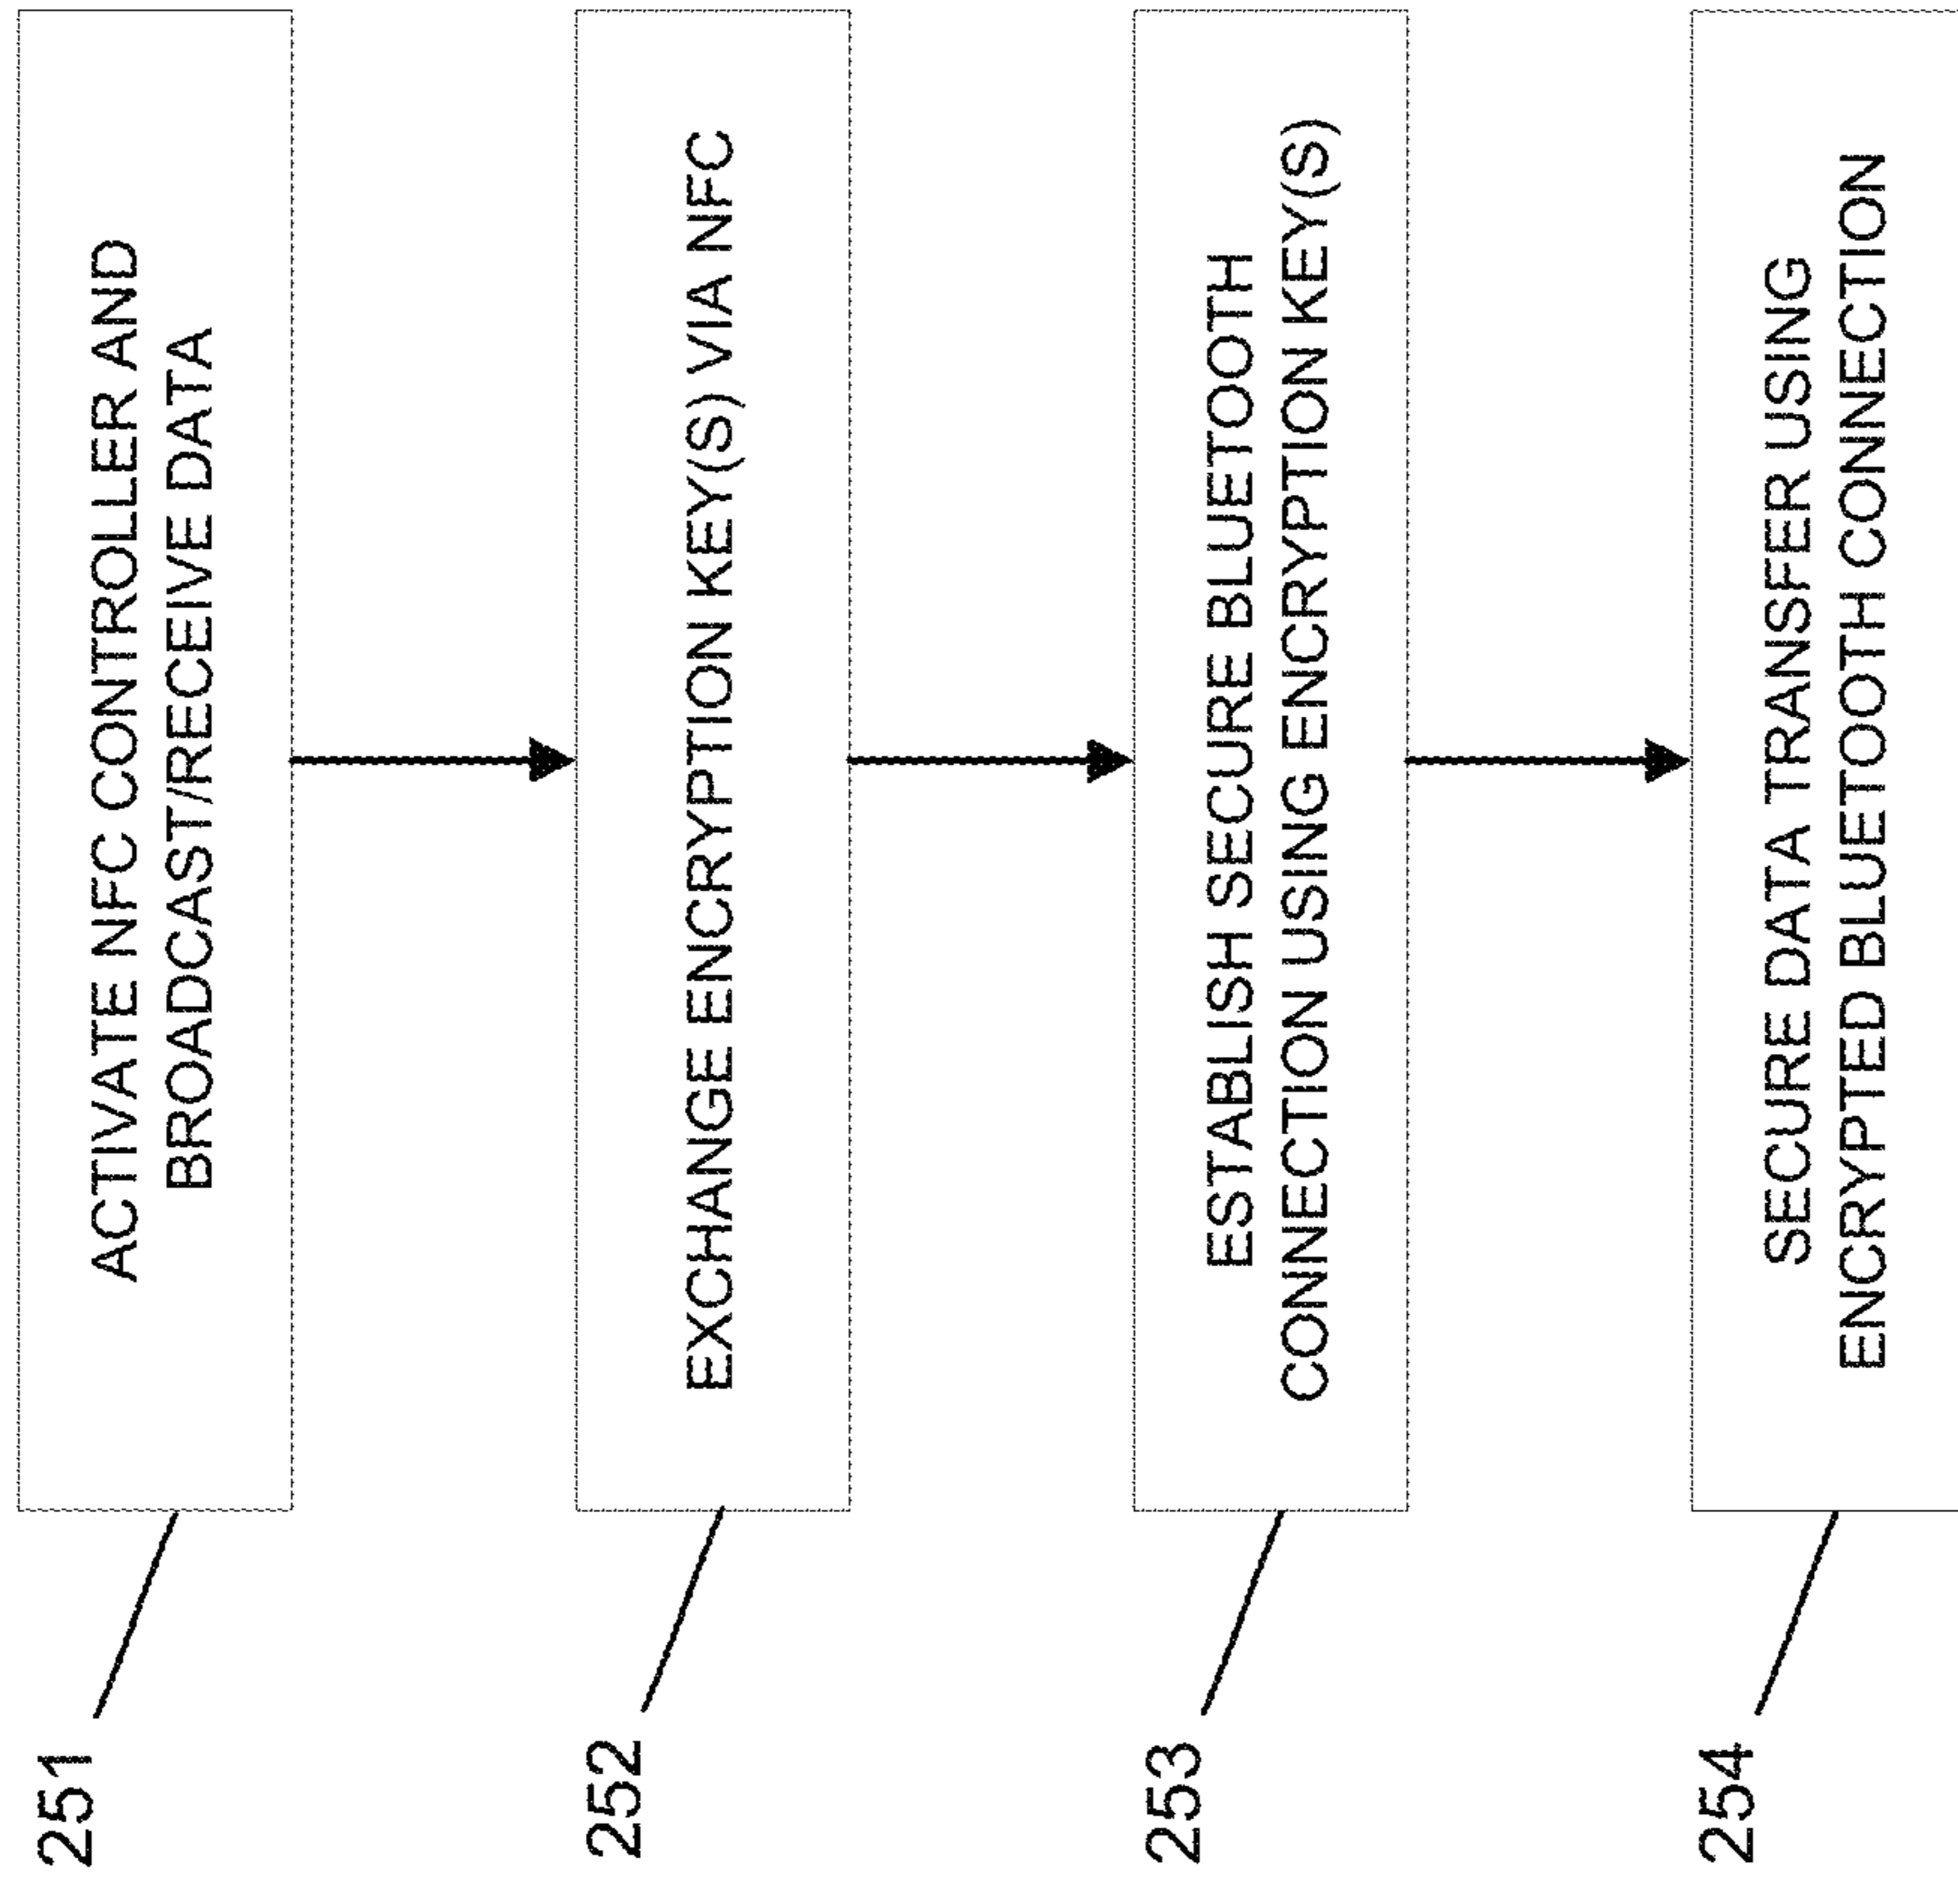 251
ACTIVATE NFC CONTROLLER AND
BROADCAST/RECEIVE DATA
252
EXCHANGE ENCRYPTION KEY(S) VIA NFC
253
ESTABLISH SECURE BLUETOOTH
CONNECTION USING ENCRYPTION KEY(S)
254
SECURE DATA TRANSFER USING
ENCRYPTED BLUETOOTH CONNECTION